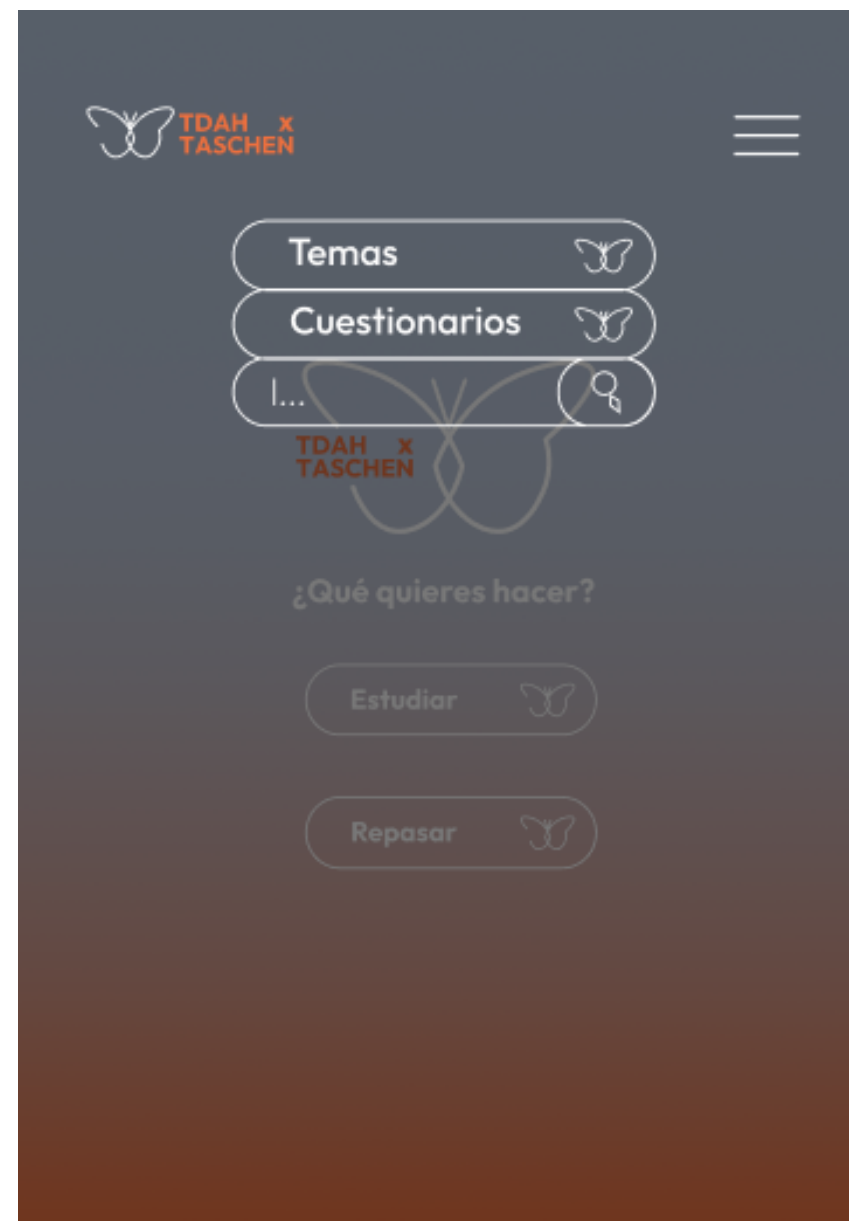 TDAH x
TASCHEN
Temas
Cuestionarios
|...
TDAH x
TASCHEN
¿Qué quieres hacer?
Estudiar
Repasar